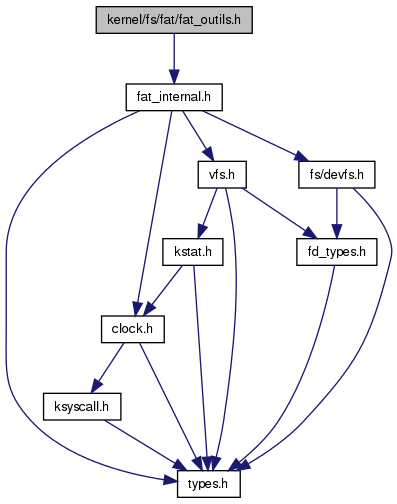 kernel/fs/fat/fat_outils.h
fat_internal.h
vfs.h
fs/devfs.h
kstat.h
fd_types.h
clock.h
ksyscall.h
types.h